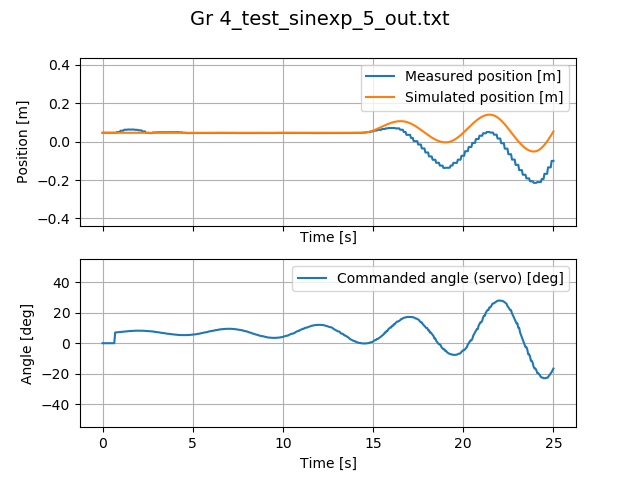 Gr 4_test_sinexp_5_out.txt
0.4
0.2
0.0
−0.2
−0.4
Position [m]
Measured position [m]
Simulated position [m]
Time [s]
40
20
0
−20
−40
Angle [deg]
Commanded angle (servo) [deg]
0 5 10 15 20 25
Time [s]